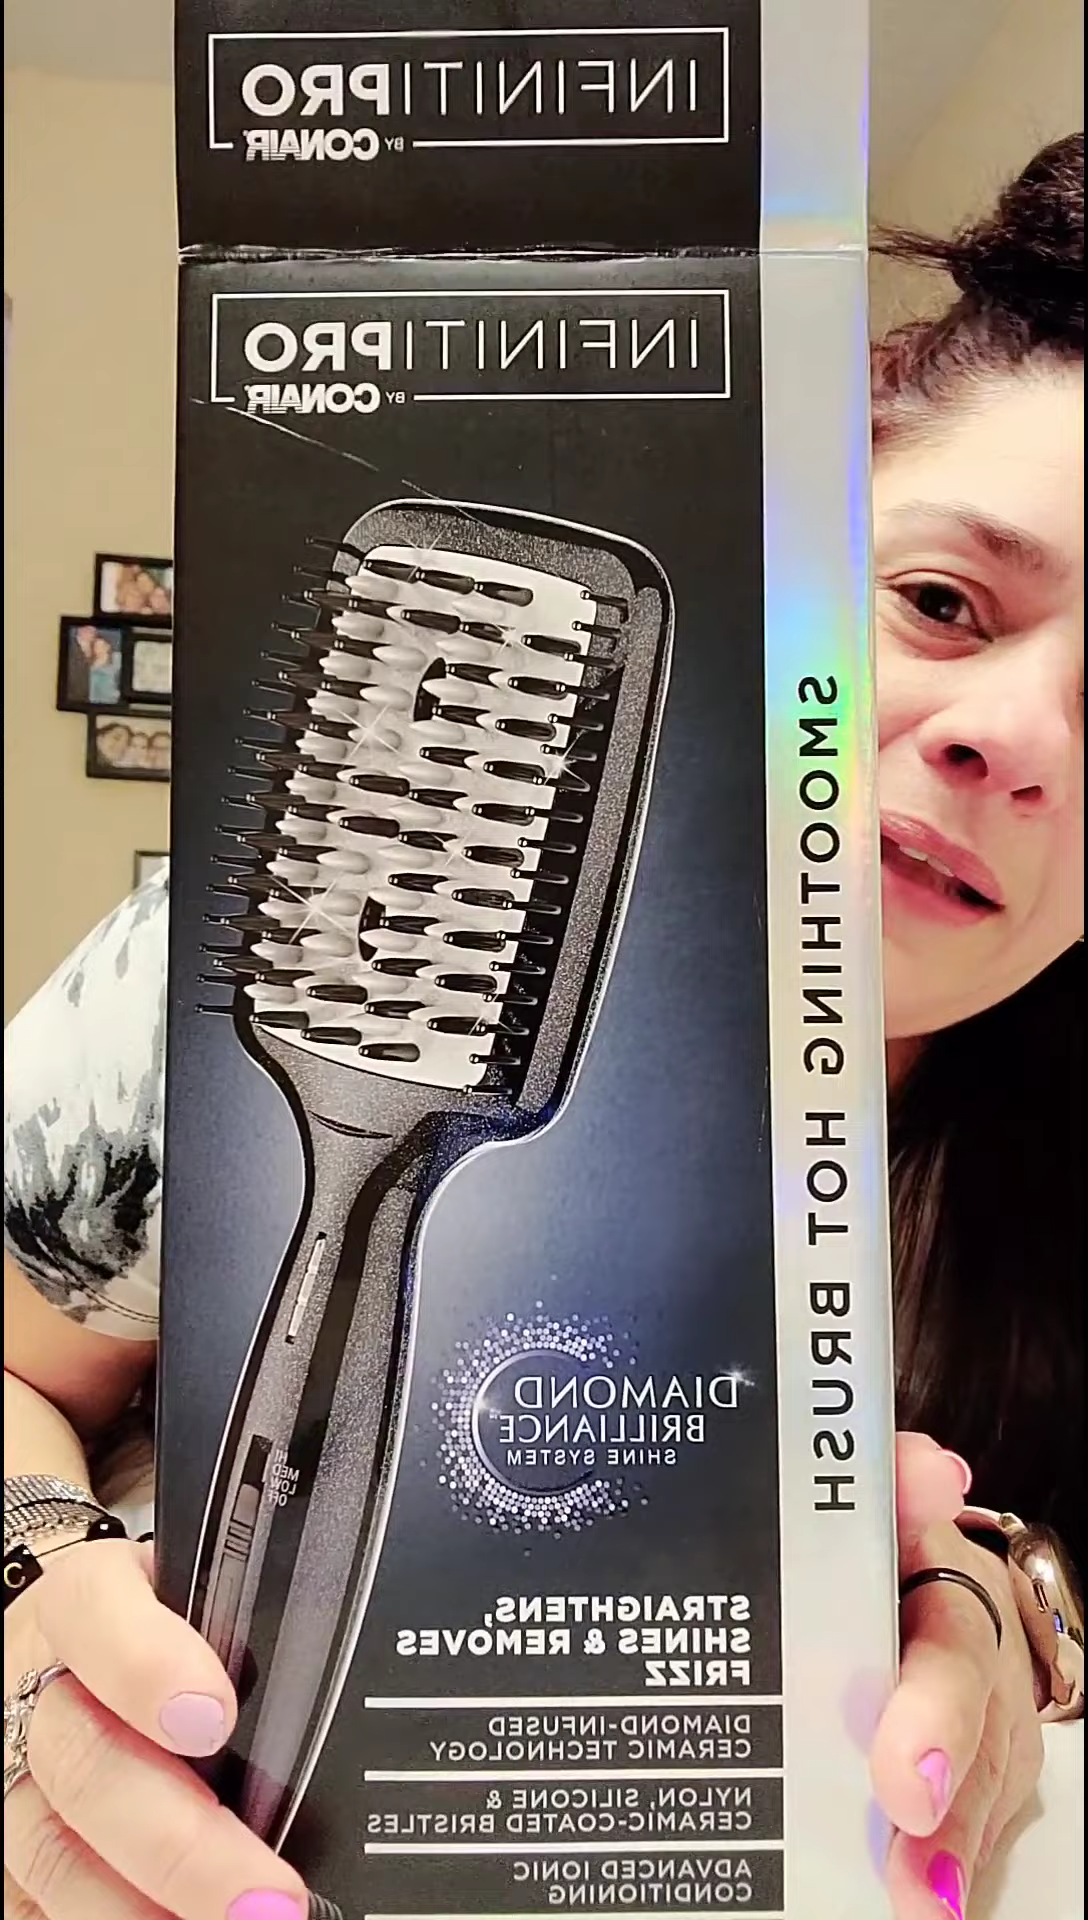 INFINITIPRO
BY CONAIR
INFINITIPRO
BY CONAIR
SMOOTHING HOT BRUSH
DIAMOND
BRILLIANCE™
SHINE SYSTEM
HI
MED
LOW
OFF
STRAIGHTENS,
SHINES & REMOVES
FRIZZ
DIAMOND-INFUSED
CERAMIC TECHNOLOGY
NYLON, SILICONE &
CERAMIC-COATED BRISTLES
ADVANCED IONIC
CONDITIONING
C